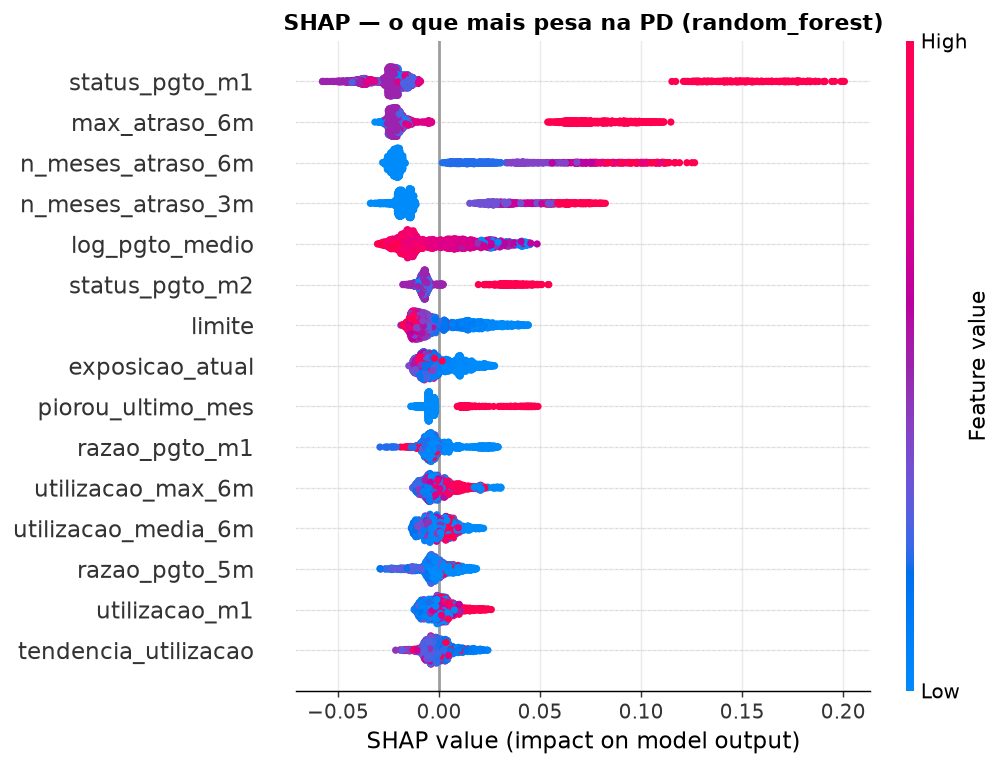 SHAP — o que mais pesa na PD (random_forest)
High
status_pgto_m1
max_atraso_6m
n_meses_atraso_6m
n_meses_atraso_3m
log_pgto_medio
status_pgto_m2
limite
exposicao_atual
piorou_ultimo_mes
razao_pgto_m1
utilizacao_max_6m
utilizacao_media_6m
razao_pgto_5m
utilizacao_m1
tendencia_utilizacao
Feature value
Low
−0.05 0.00 0.05 0.10 0.15 0.20
SHAP value (impact on model output)